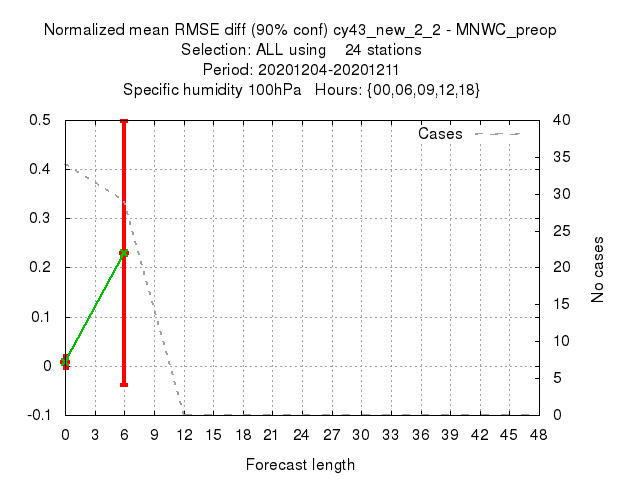 Normalized mean RMSE diff (90% conf) cy43_new_2_2 - MNWC_preop
Selection: ALL using 24 stations
Period: 20201204-20201211
Specific humidity 100hPa Hours: {00,06,09,12,18}
Cases
0.5
0.4
0.3
0.2
0.1
0
-0.1
40
35
30
25
20
15
10
5
0
No cases
0 3 6 9 12 15 18 21 24 27 30 33 36 39 42 45 48
Forecast length